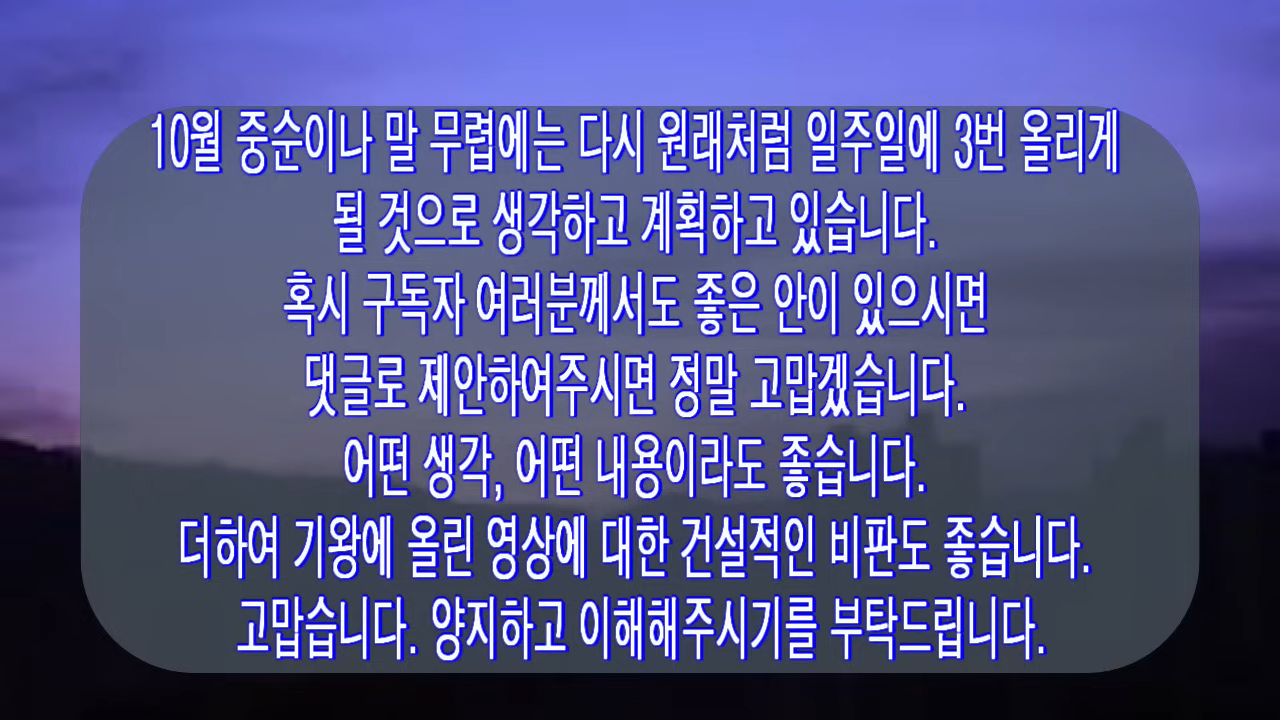 10월 중순이나 말 무렵에는 다시 원래처럼 일주일에 3번 올리게
될 것으로 생각하고 계획하고 있습니다.
혹시 구독자 여러분께서도 좋은 안이 있으시면
댓글로 제안하여주시면 정말 고맙겠습니다.
어떤 생각, 어떤 내용이라도 좋습니다.
더하여 기왕에 올린 영상에 대한 건설적인 비판도 좋습니다.
고맙습니다. 양지하고 이해해주시기를 부탁드립니다.